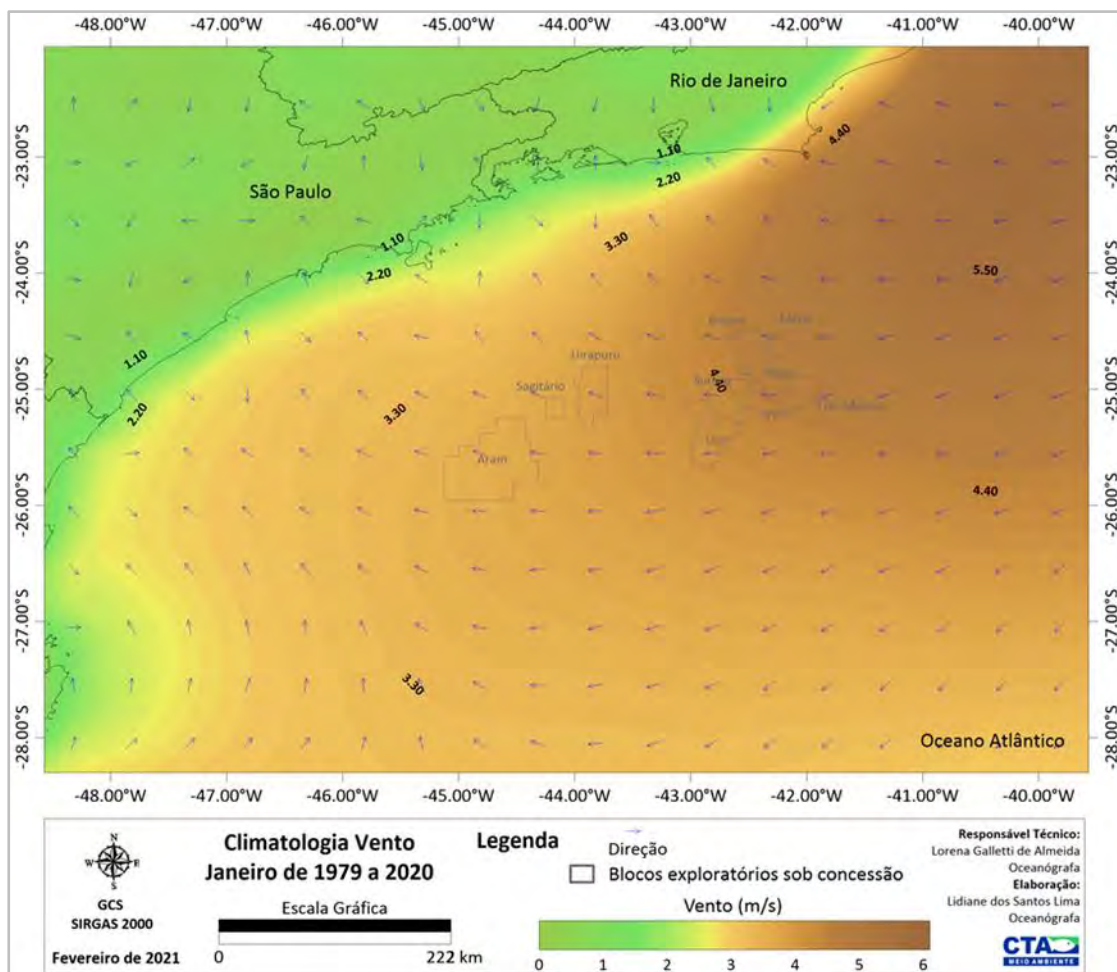 -48.00°W -47.00°W -46.00°W -45.00°W -44.00°W -43.00°W -42.00°W -41.00°W -40.00°W
Rio de Janeiro
4.40
-23.00°S -23.00°S
1.10
São Paulo
2.20
3.30
1.10
2.20
-24.00°S -24.00°S
5.50
1.10
Uirapuru
4.40
Sagitário
-25.00°S -25.00°S
2.20
3.30
Aram
4.40
-26.00°S -26.00°S
-27.00°S -27.00°S
3.30
-28.00°S -28.00°S
Oceano Atlântico
-48.00°W -47.00°W -46.00°W -45.00°W -44.00°W -43.00°W -42.00°W -41.00°W -40.00°W
N
W E
S
GCS
SIRGAS 2000
Fevereiro de 2021
Climatologia Vento
Janeiro de 1979 a 2020
Escala Gráfica
0 222 km
Legenda
Direção
Blocos exploratórios sob concessão
Vento (m/s)
0 1 2 3 4 5 6
Responsável Técnico:
Lorena Galletti de Almeida
Oceanógrafa
Elaboração:
Lidiane dos Santos Lima
Oceanógrafa
CTA
MEIO AMBIENTE